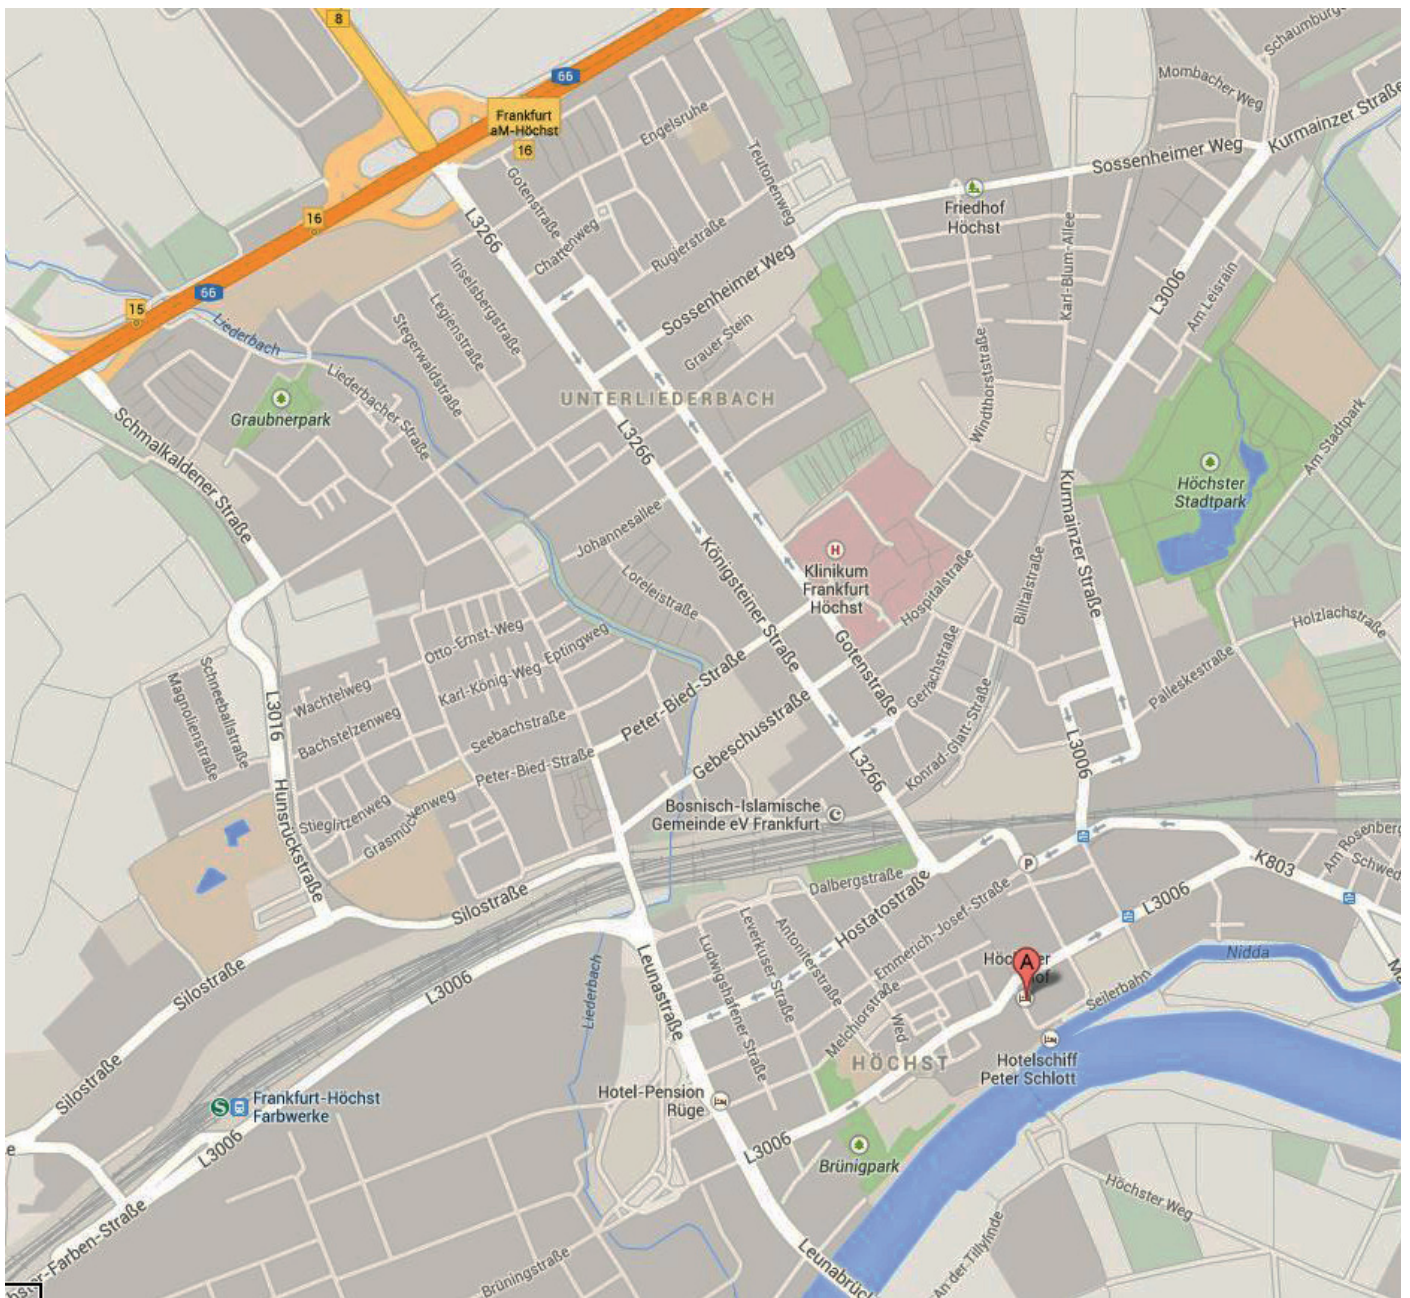 8
66
Frankfurt
aM-Höchst
16
Engelsruhe
Schaumburger
Mombacher Weg
Kurmainzer Straße
Teutonenweg
Sossenheimer Weg
Gotenstraße
16
L3266
Chattenweg
Rugierstraße
Friedhof
Höchst
Karl-Blum-Allee
66
15
Liederbach
Inselsbergstraße
Legienstraße
Stegerwaldstraße
Sossenheimer Weg
Grauer Stein
L3006
Am Leisrain
Windthorststraße
Liederbacher Straße
Graubnerpark
UNTERLIEDERBACH
Schmalkaldener Straße
L3266
Am Stadtpark
Höchster
Stadtpark
Johannesallee
Königsteiner Straße
Klinikum
Frankfurt
Höchst
H
Loreleistraße
Hospitalstraße
Billtalstraße
Kurmainzer Straße
Holzlachstraße
Otto-Ernst-Weg
Eptingweg
Karl-König-Weg
Wachtelweg
Schneeballstraße
Magnolienstraße
L3016
Bachstelzenweg
Seebachstraße
Peter-Bied-Straße
Gotenstraße
Gerlachstraße
Palleskestraße
Gebeschusstraße
Konrad-Glatt-Straße
L3006
Peter-Bied-Straße
L3266
Hunsrückstraße
Stieglitzenweg
Grasmückenweg
Bosnisch-Islamische
Gemeinde eV Frankfurt
P
K803
Am Rosenberg
Schwed
Dalbergstraße
Silostraße
Hostatostraße
L3006
Emmerich-Josef-Straße
Leverkuser Straße
Antoniterstraße
Ludwigshafener Straße
Leunastraße
Silostraße
L3006
Liederbach
A
Nidda
Seilerbahn
Melchiorstraße
Wed
HÖCHST
Hotelschiff
Peter Schlott
Silostraße
S
Frankfurt-Höchst
Farbwerke
Hotel-Pension
Rüge
L3006
L3006
Brünigpark
Höchster Weg
An der Tillyfinde
Brüningstraße
ster-Farben-Straße
Leunabrück